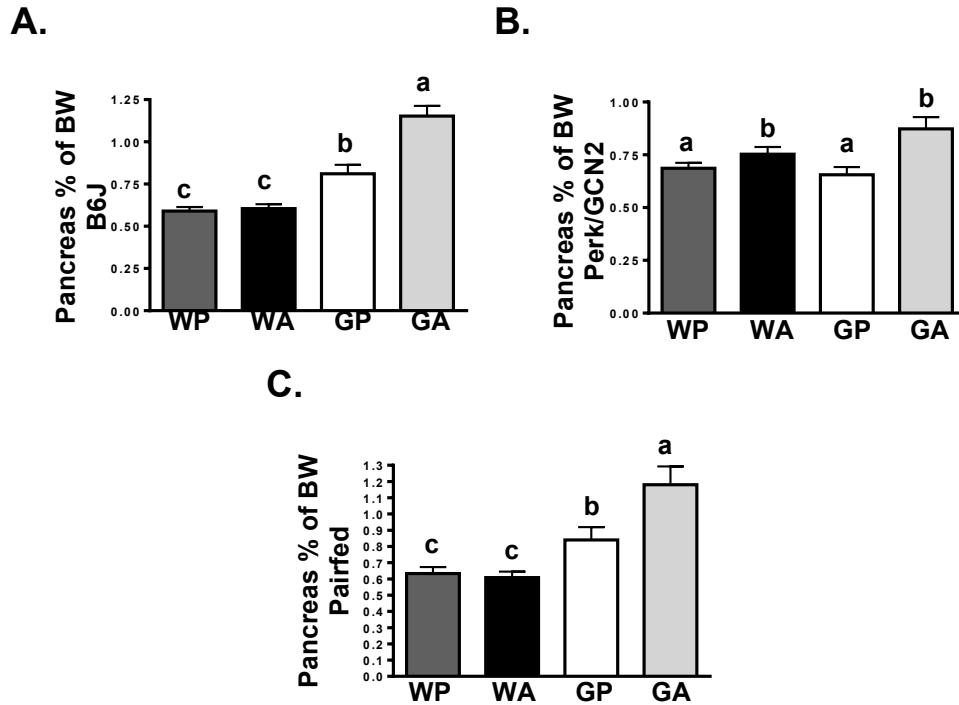 A.
Pancreas % of BW
B6J
1.25
1.00
0.75
0.50
0.25
0.00
c
c
b
a
WP WA GP GA
B.
Pancreas % of BW
Perk/GCN2
1.00
0.75
0.50
0.25
0.00
a
b
a
b
WP WA GP GA
C.
Pancreas % of BW
Pairfed
1.3
1.2
1.0
0.9
0.8
0.7
0.6
0.5
0.4
0.3
0.2
0.1
0.0
c
c
b
a
WP WA GP GA